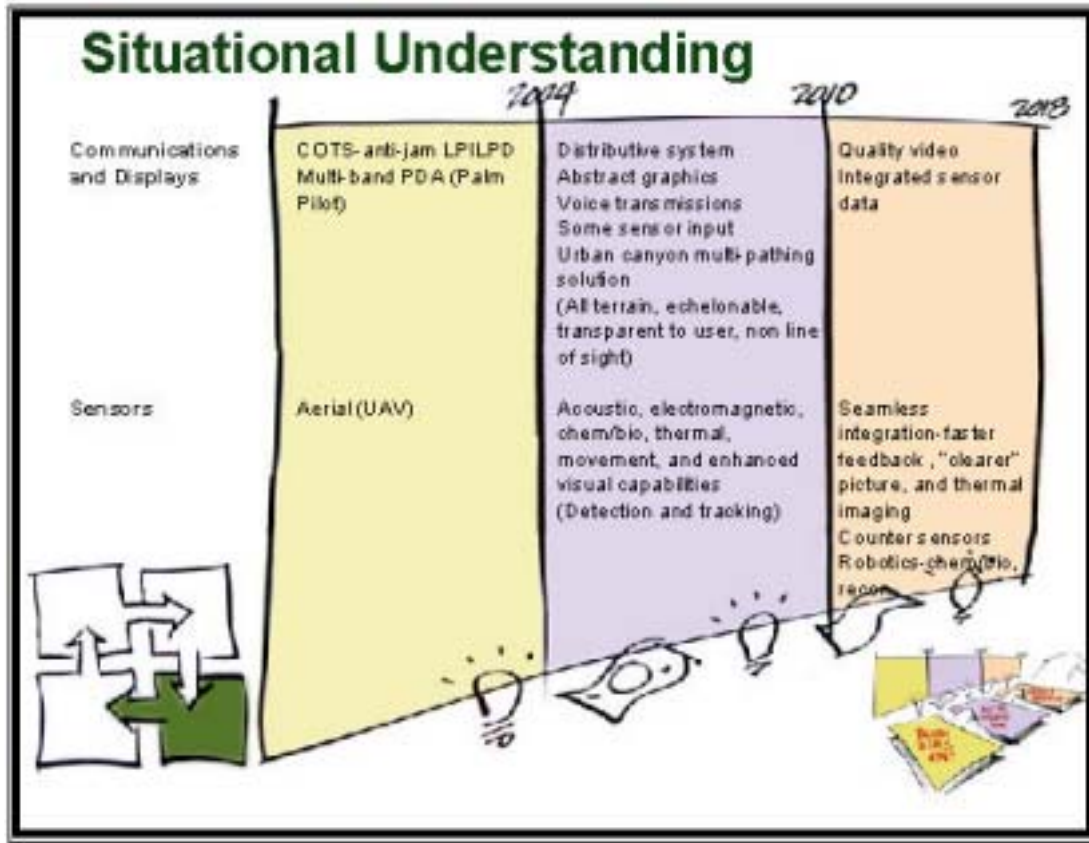 Situational Understanding
2004
2010
2018
Communications
and Displays
COTS-anti-jam LPILPD
Multi-band PDA (Palm
Pilot)
Distributive system
Abstract graphics
Voice transmissions
Some sensor input
Urban canyon multi-pathing
solution
(All terrain, echelonable,
transparent to user, non line
of sight)
Quality video
Integrated sensor
data
Sensors
Aerial (UAV)
Acoustic, electromagnetic,
chem/bio, thermal,
movement, and enhanced
visual capabilities
(Detection and tracking)
Seamless
integration-faster
feedback, "clearer"
picture, and thermal
imaging
Counter sensors
Robotics-chem/bio,
recon